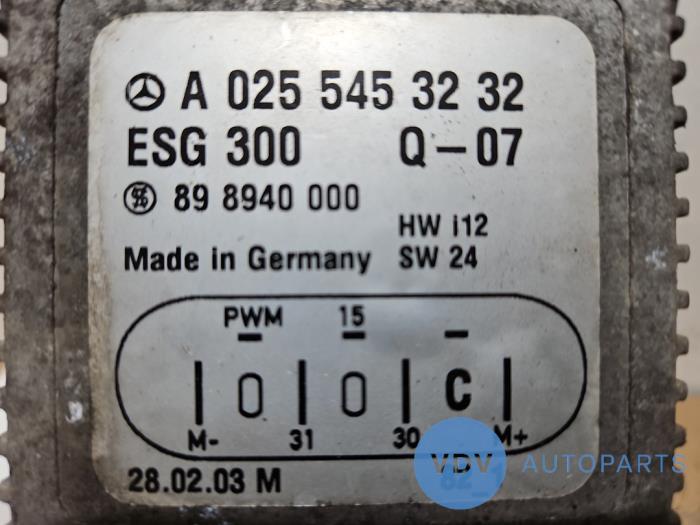 A 025 545 32 32
ESG 300 Q-07
89 8940 000
HW i12
Made in Germany SW 24
PWM 15
0 0 C
M- 31 30 M+
28.02.03 M 82_1
VDV AUTOPARTS